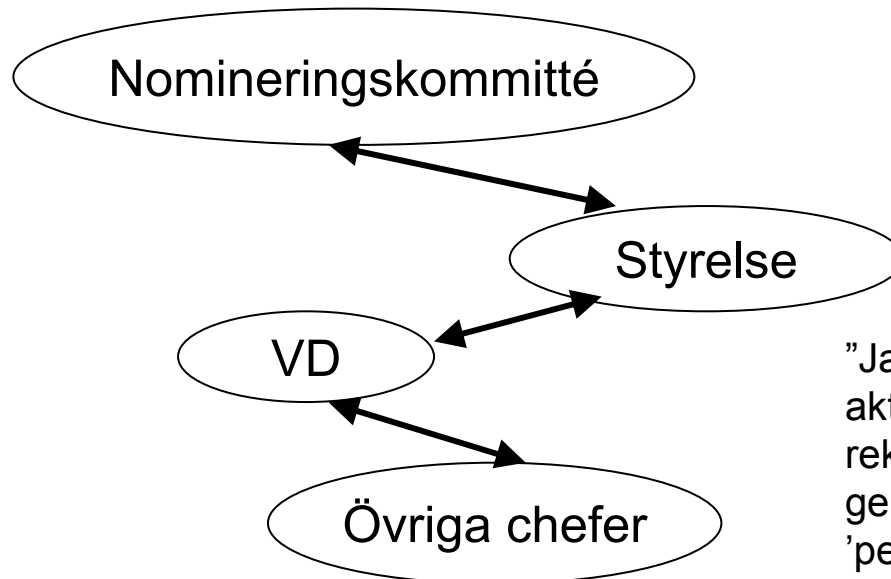 Nomineringskommitté
Styrelse
VD
Övriga chefer
”Ja
akt
rek
ge
’pe